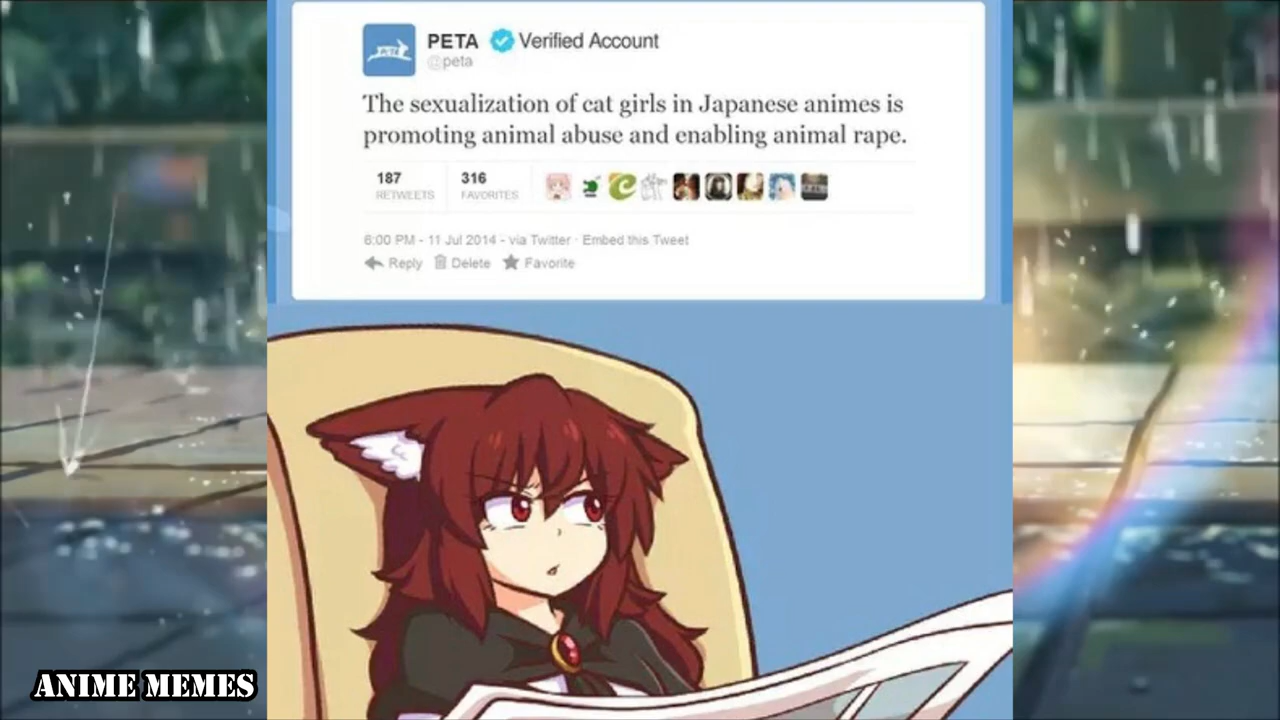 PETA Verified Account
@peta
The sexualization of cat girls in Japanese animes is
promoting animal abuse and enabling animal rape.
187 316
RETWEETS FAVORITES
6:00 PM - 11 Jul 2014 - via Twitter · Embed this Tweet
Reply Delete Favorite
ANIME MEMES